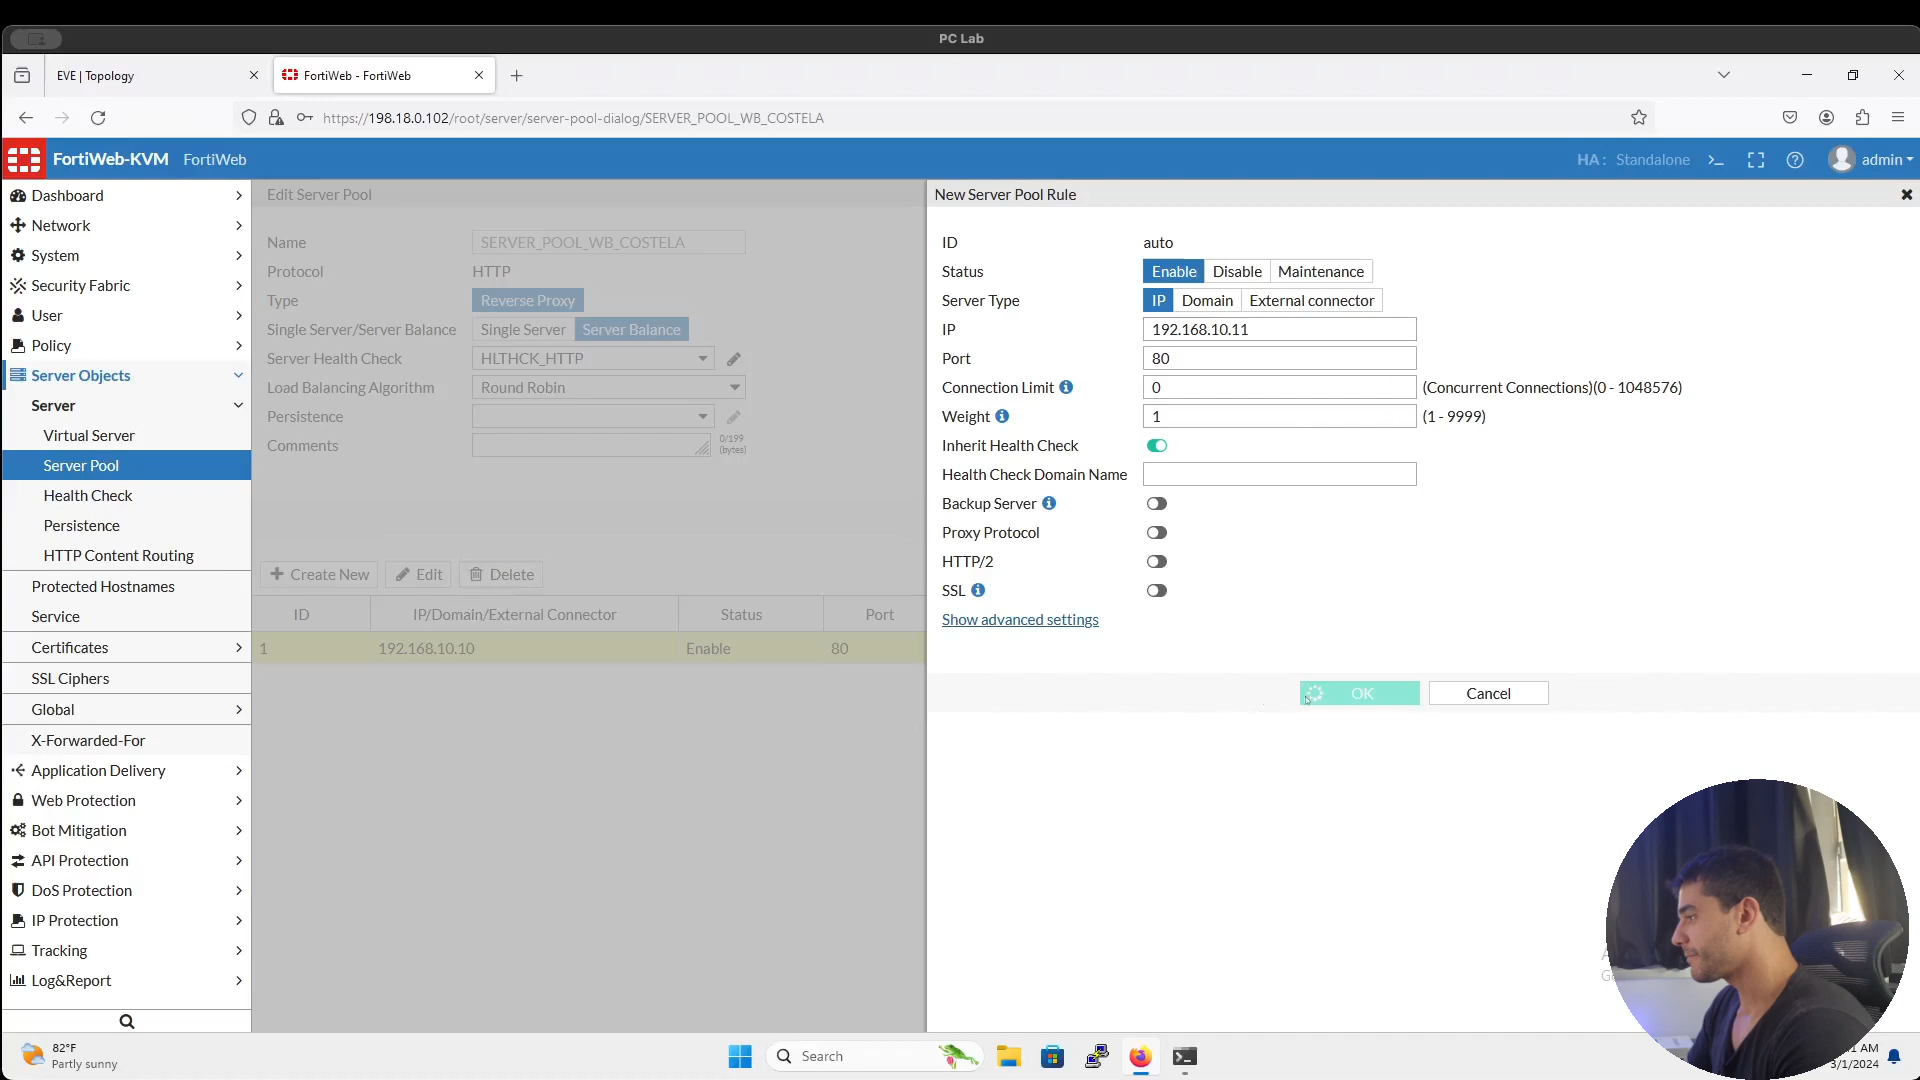 PC Lab
EVE | Topology
FortiWeb - FortiWeb
https://198.18.0.102/root/server/server-pool-dialog/SERVER_POOL_WB_COSTELA
FortiWeb-KVM FortiWeb
HA: Standalone
admin
Dashboard
Network
System
Security Fabric
User
Policy
Server Objects
Server
Virtual Server
Server Pool
Health Check
Persistence
HTTP Content Routing
Protected Hostnames
Service
Certificates
SSL Ciphers
Global
X-Forwarded-For
Application Delivery
Web Protection
Bot Mitigation
API Protection
DoS Protection
IP Protection
Tracking
Log&Report
Edit Server Pool
Name SERVER_POOL_WB_COSTELA
Protocol HTTP
Type Reverse Proxy
Single Server/Server Balance Single Server Server Balance
Server Health Check HLTHCK_HTTP
Load Balancing Algorithm Round Robin
Persistence
Comments 0/199
(bytes)
Create New Edit Delete
ID IP/Domain/External Connector Status Port
1 192.168.10.10 Enable 80
New Server Pool Rule
ID auto
Status Enable Disable Maintenance
Server Type IP Domain External connector
IP 192.168.10.11
Port 80
Connection Limit 0 (Concurrent Connections)(0 - 1048576)
Weight 1 (1 - 9999)
Inherit Health Check
Health Check Domain Name
Backup Server
Proxy Protocol
HTTP/2
SSL
Show advanced settings
OK Cancel
82°F
Partly sunny
Search
AM
3/1/2024